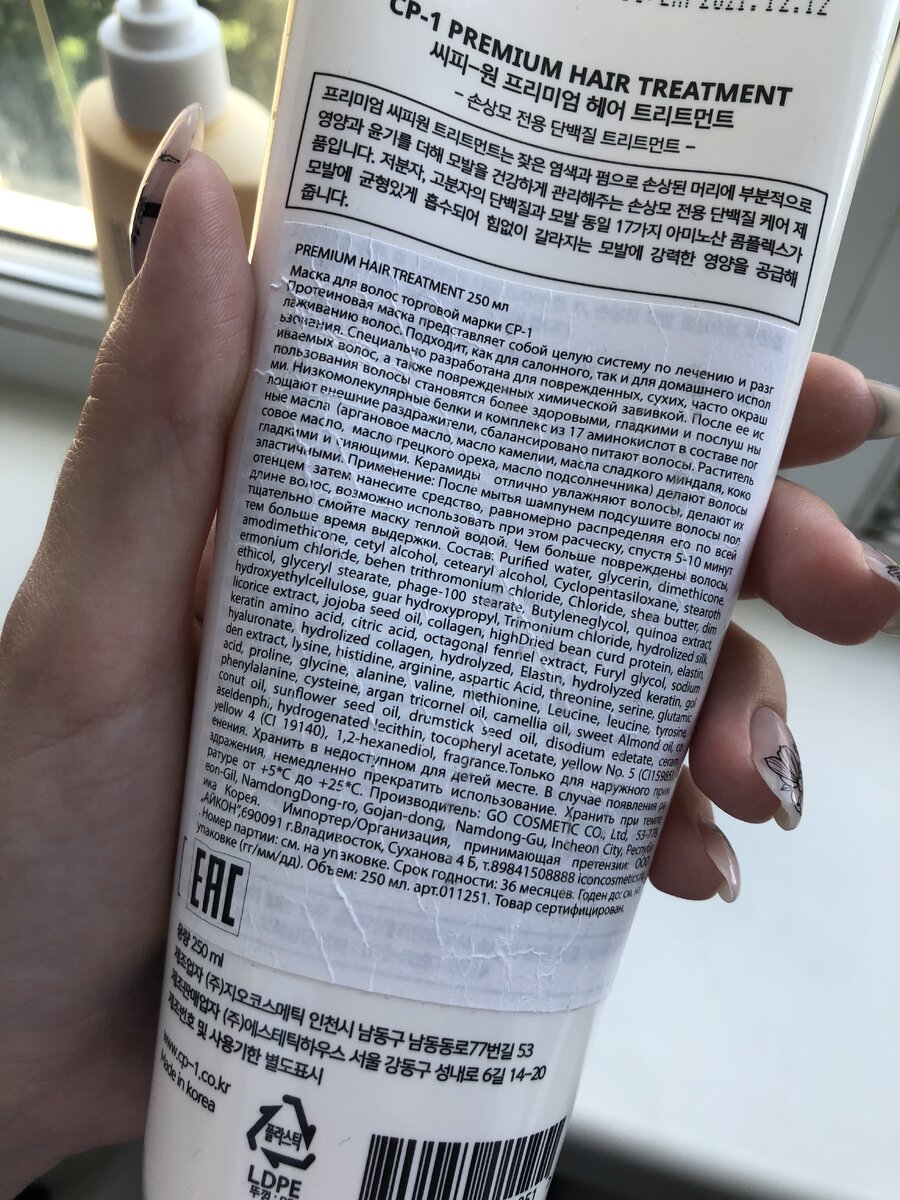 2021.12.12
CP-1 PREMIUM HAIR TREATMENT
씨피-원 프리미엄 헤어 트리트먼트
- 손상모 전용 단백질 트리트먼트 -
프리미엄 씨피원 트리트먼트는 잦은 염색과 펌으로 손상된 머리에 부분적으로
영양과 윤기를 더해 모발을 건강하게 관리해주는 손상모 전용 단백질 케어 제
품입니다. 저분자, 고분자의 단백질과 모발 동일 17가지 아미노산 콤플렉스가
모발에 균형있게 흡수되어 힘없이 갈라지는 모발에 강력한 영양을 공급해
줍니다.
PREMIUM HAIR TREATMENT 250 мл
Маска для волос торговой марки CP-1
Протеиновая маска представляет собой целую систему по лечению и разг
лаживанию волос. Подходит, как для салонного, так и для домашнего испол
ьзования. Специально разработана для поврежденных, сухих, часто окраш
иваемых волос, а также поврежденных химической завивкой. После ее ис
пользования волосы становятся более здоровыми, гладкими и послуш ны
ми. Низкомолекулярные белки и комплекс из 17 аминокислот в составе пог
лощают внешние раздражители, сбалансировано питают волосы. Раститель
ные масла (аргановое масло, масло камелии, масла сладкого миндаля, коко
совое масло, масло грецкого ореха, масло подсолнечника) делают волосы
гладкими и сияющими. Керамиды отлично увлажняют волосы, делают их
эластичными. Применение: После мытья шампунем подсушите волосы пол
отенцем, затем нанесите средство, равномерно распределяя его по всей
длине волос, возможно использовать при этом расческу, спустя 5-10 минут
тщательно смойте маску теплой водой. Чем больше повреждены волосы,
тем больше время выдержки. Состав: Purified water, glycerin, dimethicone,
amodimethicone, cetyl alcohol, cetearyl alcohol, Cyclopentasiloxane, stearoth
ermonium chloride, behen trithromonium Chloride, Chloride, shea butter, dim
ethicol, glyceryl stearate, phage-100 stearate, Butyleneglycol, quinoa extract,
hydroxyethylcellulose, guar hydroxypropyl, Trimonium chloride, hydrolized silk,
licorice extract, Jojoba seed oil, collagen, highDried bean curd protein, elastin,
keratin amino acid, citric acid, octagonal fennel extract, Furyl glycol, sodium
hyaluronate, hydrolized collagen, hydrolyzed, Elastin, hydrolyzed keratin, gol
den extract, lysine, histidine, arginine, aspartic Acid, threonine, serine, glutamic
acid, proline, glycine, alanine, valine, methionine, Leucine, leucine, tyrosine,
phenylalanine, cysteine, argan tricornel oil, camellia oil, sweet Almond oil, co
conut oil, sunflower seed oil, drumstick seed oil, disodium edetate, ceram
aseldenph, hydrogenated lecithin, tocopheryl acetate, yellow No. 5 (CI15985)
yellow 4 (CI 19140), 1,2-hexanediol, fragrance.Только для наружного прим
енения. Хранить в недоступном для детей месте. В случае появления ра
здражения, немедленно прекратить использование. Хранить при темпе
ратуре от +5*C до +25*C. Производитель: GO COSMETIC CO., Ltd, 53-77B
eon-Gil, NamdongDong-ro, Gojan-dong, Namdong-Gu, Incheon City, Республ
ика Корея. Импортер/Организация, принимающая претензии: ООО
"АЙКОН",690091 г.Владивосток, Суханова 4 Б, т.89841508888 iconcosmetics.ru
Номер партии: см. на упаковке. Срок годности: 36 месяцев. Годен до: см. на
упаковке (гг/мм/дд). Объем: 250 мл. арт.011251. Товар сертифицирован.
EAC
용량 250 ml
제조업자 (주)지오코스메틱 인천시 남동구 남동동로77번길 53
제조판매업자 (주)에스테틱하우스 서울 강동구 성내로 6길 14-20
제조번호 및 사용기한 별도표시
www.cp-1.co.kr
Made in korea
플라스틱
LDPE